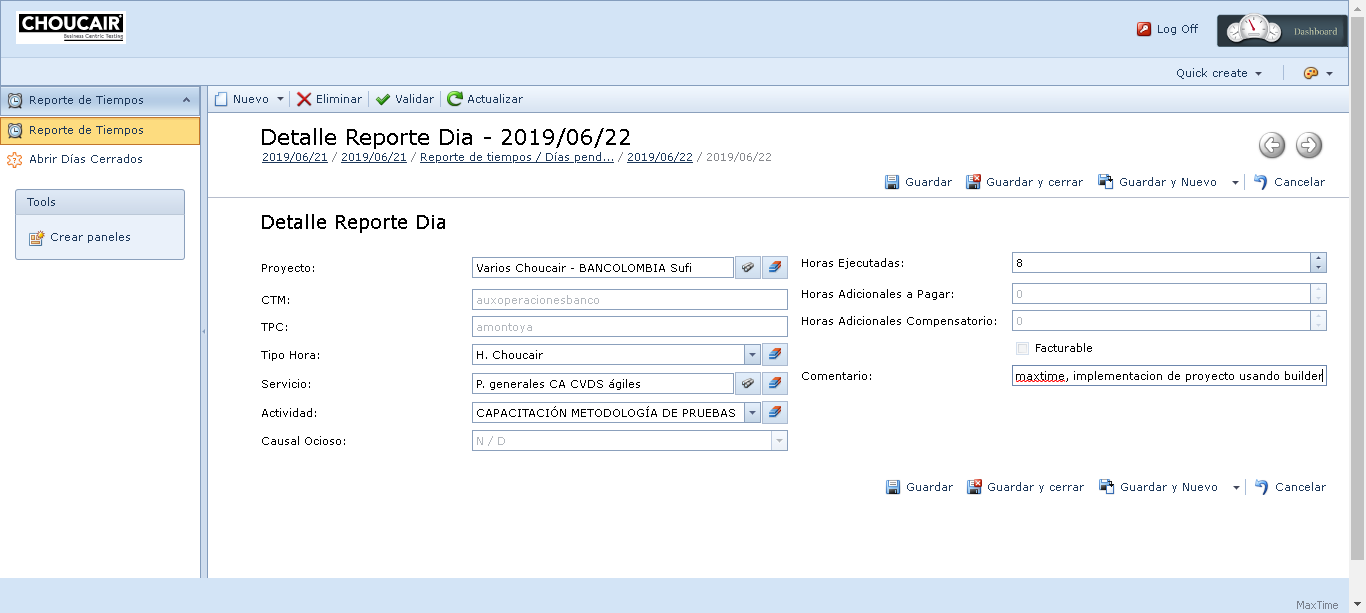 CHOUCAIR
Business Centric Testing
Log Off
Dashboard
Quick create
Reporte de Tiempos
Reporte de Tiempos
Abrir Días Cerrados
Tools
Crear paneles
Nuevo Eliminar Validar Actualizar
Detalle Reporte Dia - 2019/06/22
2019/06/21 / 2019/06/21 / Reporte de tiempos / Días pend... / 2019/06/22 / 2019/06/22
Guardar Guardar y cerrar Guardar y Nuevo Cancelar
Detalle Reporte Dia
Proyecto: Varios Choucair - BANCOLOMBIA Sufi
CTM: auxoperacionesbanco
TPC: amontoya
Tipo Hora: H. Choucair
Servicio: P. generales CA CVDS ágiles
Actividad: CAPACITACIÓN METODOLOGÍA DE PRUEBAS
Causal Ocioso: N / D
Horas Ejecutadas: 8
Horas Adicionales a Pagar: 0
Horas Adicionales Compensatorio: 0
Facturable
Comentario: maxtime, implementacion de proyecto usando builder
Guardar Guardar y cerrar Guardar y Nuevo Cancelar
MaxTime